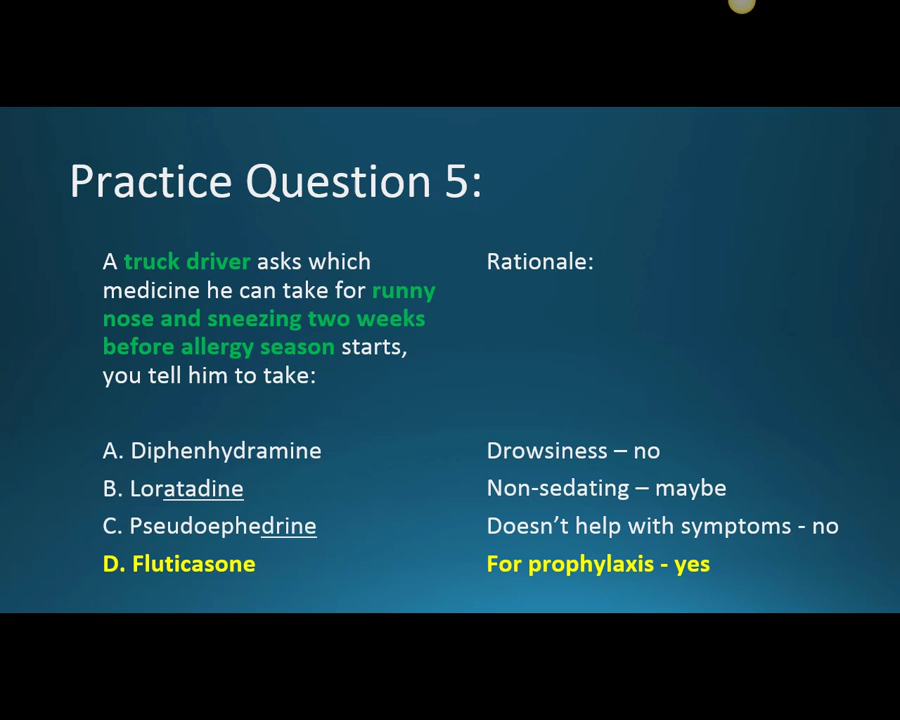 Practice Question 5:
A truck driver asks which
medicine he can take for runny
nose and sneezing two weeks
before allergy season starts,
you tell him to take:
A. Diphenhydramine
B. Loratadine
C. Pseudoephedrine
D. Fluticasone
Rationale:
Drowsiness – no
Non-sedating – maybe
Doesn’t help with symptoms - no
For prophylaxis - yes